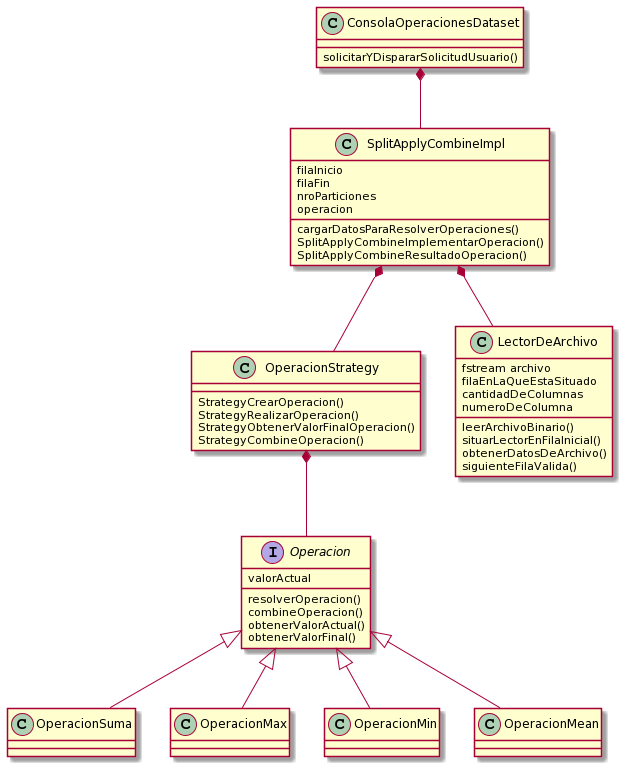 C ConsolaOperacionesDataset
solicitarYDispararSolicitudUsuario()
C SplitApplyCombineImpl
filaInicio
filaFin
nroParticiones
operacion
cargarDatosParaResolverOperaciones()
SplitApplyCombineImplementarOperacion()
SplitApplyCombineResultadoOperacion()
C OperacionStrategy
StrategyCrearOperacion()
StrategyRealizarOperacion()
StrategyObtenerValorFinalOperacion()
StrategyCombineOperacion()
C LectorDeArchivo
fstream archivo
filaEnLaQueEstaSituado
cantidadDeColumnas
numeroDeColumna
leerArchivoBinario()
situarLectorEnFilaInicial()
obtenerDatosDeArchivo()
siguienteFilaValida()
I Operacion
valorActual
resolverOperacion()
combineOperacion()
obtenerValorActual()
obtenerValorFinal()
C OperacionSuma
C OperacionMax
C OperacionMin
C OperacionMean